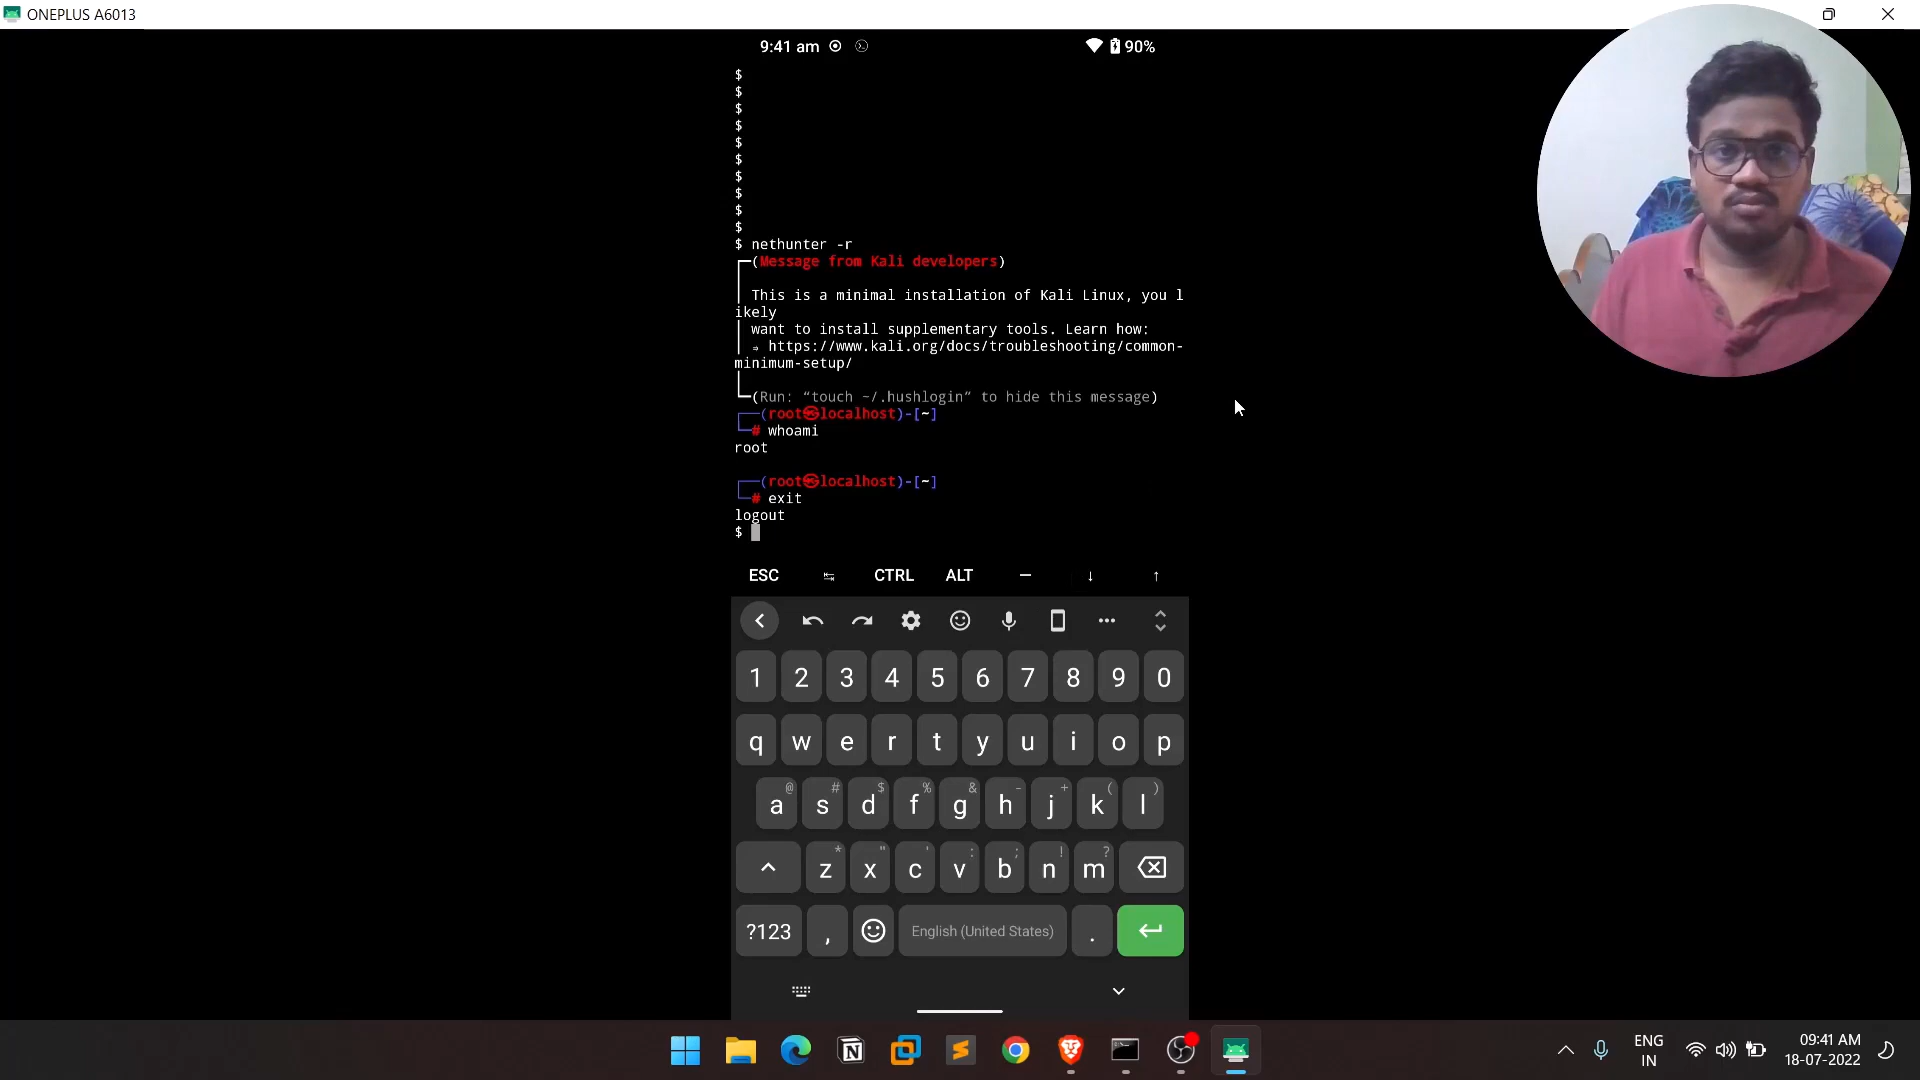 ONEPLUS A6013
9:41 am 90%
$
$
$
$
$
$
$
$
$
$
$ nethunter -r
(Message from Kali developers)
This is a minimal installation of Kali Linux, you l
ikely
want to install supplementary tools. Learn how:
⇒ https://www.kali.org/docs/troubleshooting/common-
minimum-setup/
(Run: “touch ~/.hushlogin” to hide this message)
(root㉿localhost)-[~]
# whoami
root
(root㉿localhost)-[~]
# exit
logout
$
ESC CTRL ALT — ↓ ↑
1 2 3 4 5 6 7 8 9 0
q w e r t y u i o p
@ # $ % & - + ( )
a s d f g h j k l
* " ' : ; ! ?
z x c v b n m
?123 , English (United States) .
ENG
IN
09:41 AM
18-07-2022